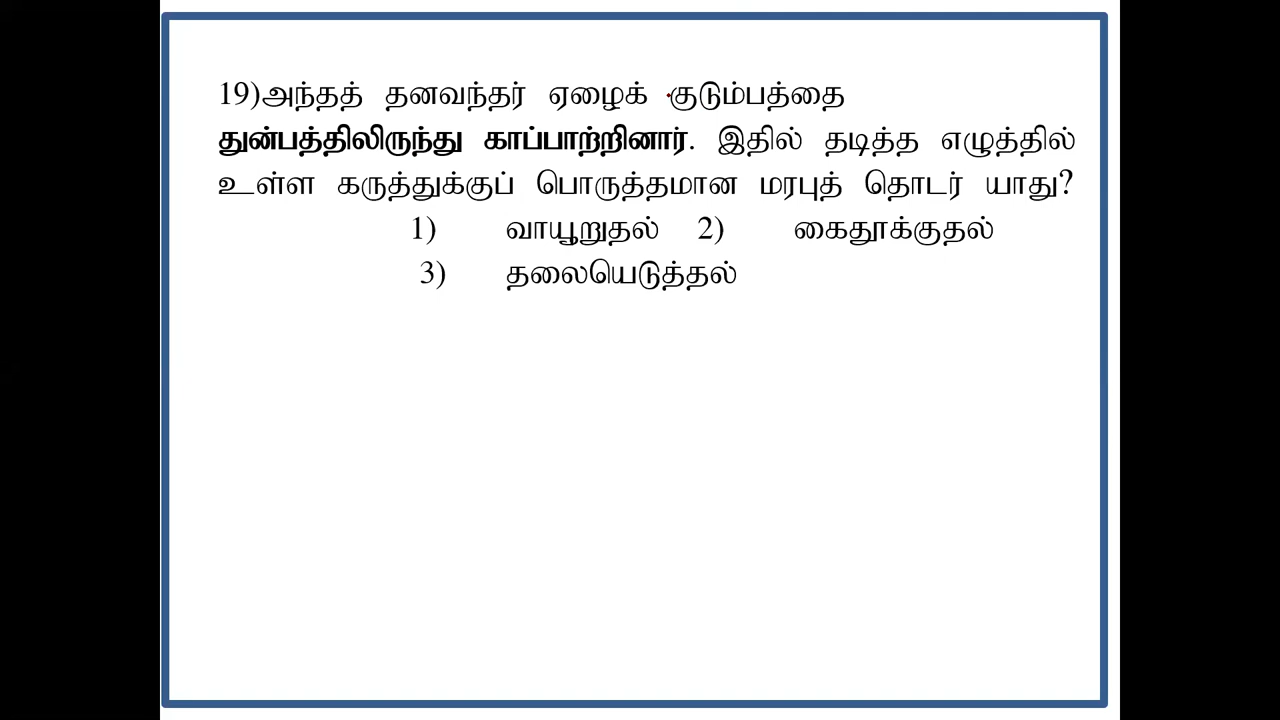 19)அந்தத் தனவந்தர் ஏழைக் குடும்பத்தை
துன்பத்திலிருந்து காப்பாற்றினார். இதில் தடித்த எழுத்தில்
உள்ள கருத்துக்குப் பொருத்தமான மரபுத் தொடர் யாது?
1) வாயூறுதல் 2) கைதூக்குதல்
3) தலையெடுத்தல்